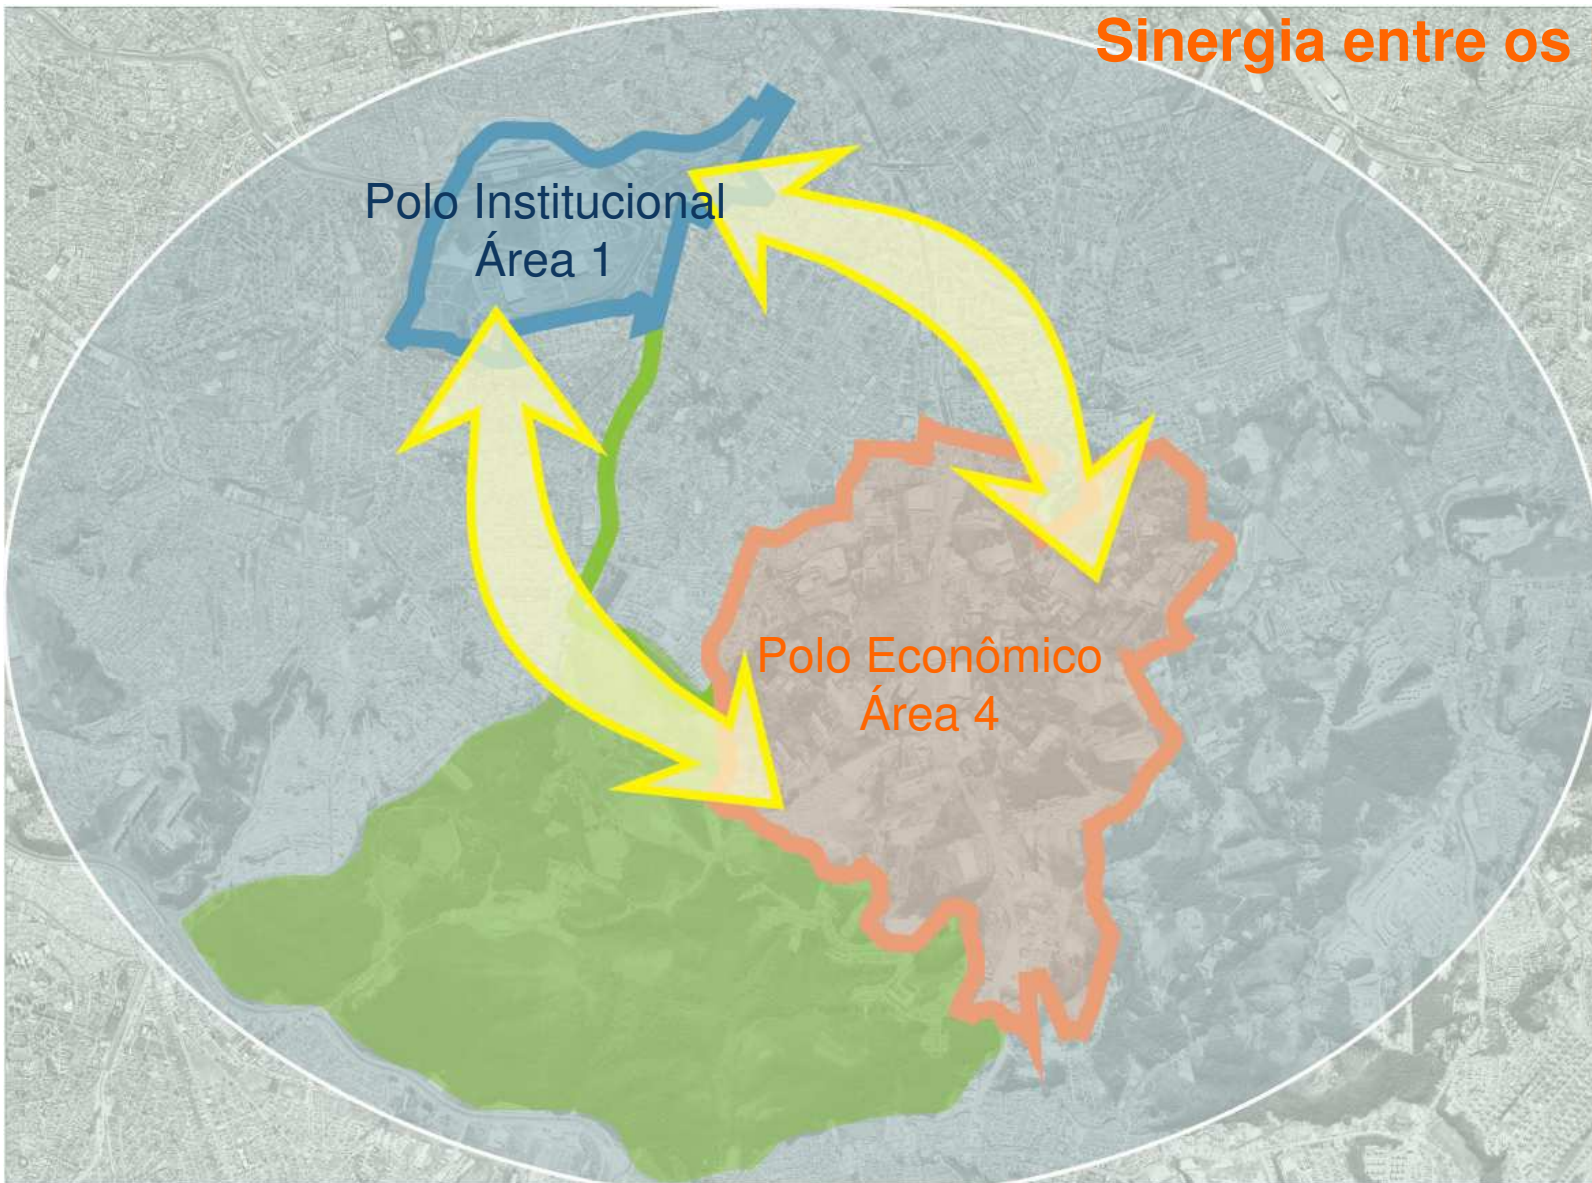 Sinergia entre os
Polo Institucional
Área 1
Polo Econômico
Área 4